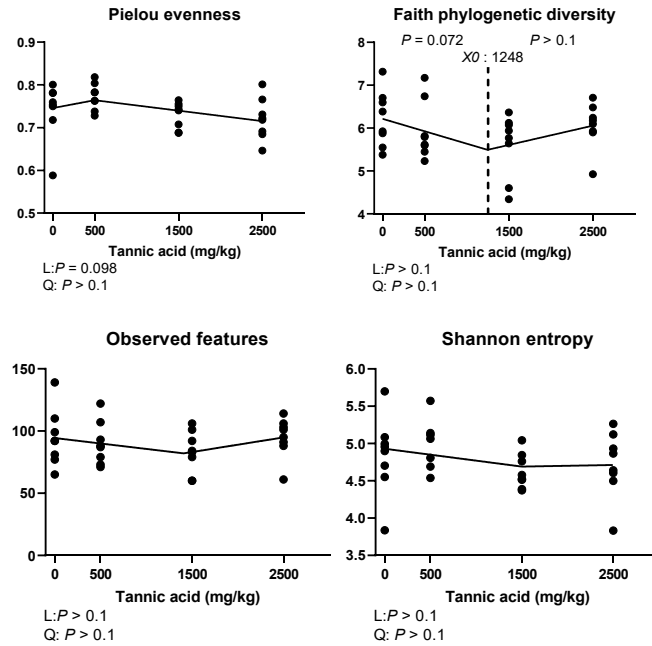 Pielou evenness
0.9
0.8
0.7
0.6
0.5
0 500 1500 2500
Tannic acid (mg/kg)
L:P = 0.098
Q: P > 0.1
Faith phylogenetic diversity
P = 0.072 P > 0.1
X0 : 1248
8
7
6
5
4
0 500 1500 2500
Tannic acid (mg/kg)
L:P > 0.1
Q: P > 0.1
Observed features
150
100
50
0
0 500 1500 2500
Tannic acid (mg/kg)
L:P > 0.1
Q: P > 0.1
Shannon entropy
6.0
5.5
5.0
4.5
4.0
3.5
0 500 1500 2500
Tannic acid (mg/kg)
L:P > 0.1
Q: P > 0.1